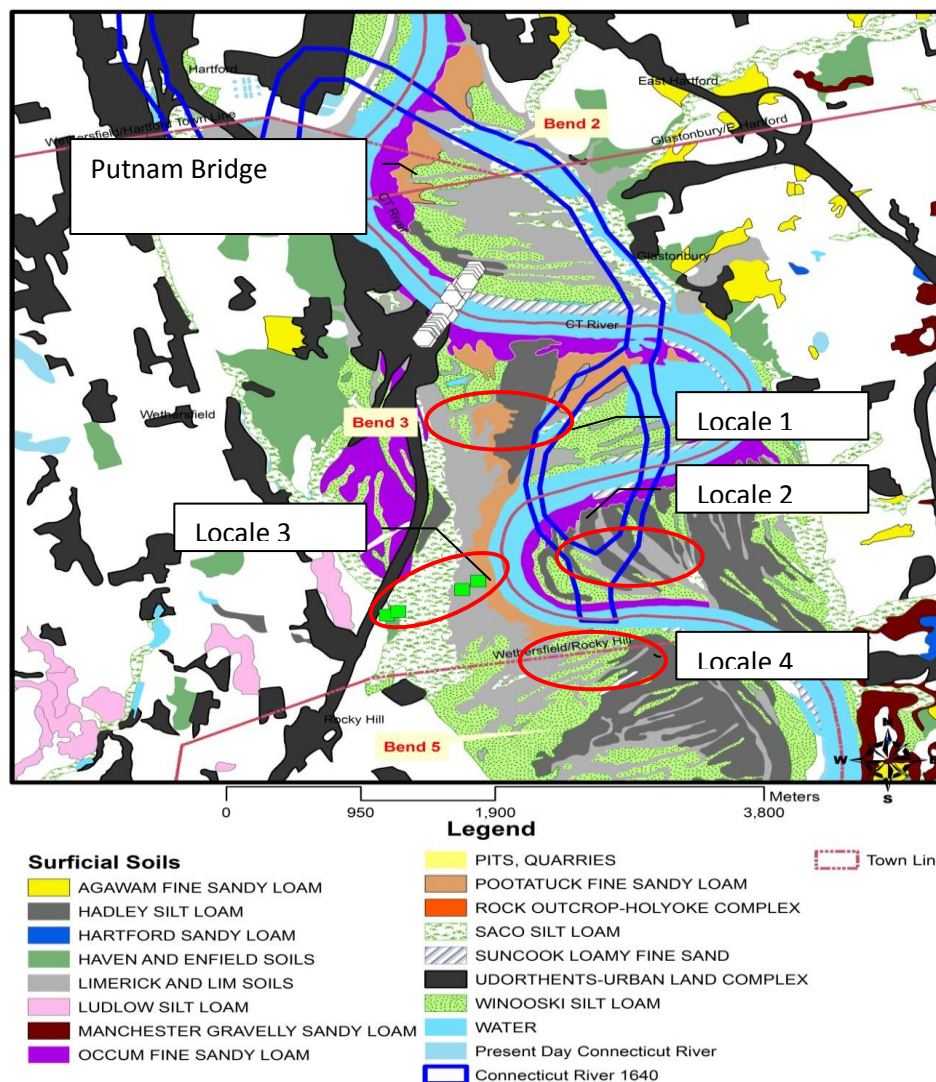 Hartford
East Hartford
Wethersfield/Hartford Town Line
Bend 2
Glastonbury/E Hartford
Putnam Bridge
CT River
Glastonbury
CT River
Wethersfield
Bend 3
Locale 1
Locale 2
Locale 3
Wethersfield/Rocky Hill
Locale 4
Rocky Hill
Bend 5
N
W
S
Meters
0 950 1,900 3,800
Legend
Surficial Soils
AGAWAM FINE SANDY LOAM
HADLEY SILT LOAM
HARTFORD SANDY LOAM
HAVEN AND ENFIELD SOILS
LIMERICK AND LIM SOILS
LUDLOW SILT LOAM
MANCHESTER GRAVELLY SANDY LOAM
OCCUM FINE SANDY LOAM
PITS, QUARRIES
POOTATUCK FINE SANDY LOAM
ROCK OUTCROP-HOLYOKE COMPLEX
SACO SILT LOAM
SUNCOOK LOAMY FINE SAND
UDORTHENTS-URBAN LAND COMPLEX
WINOOSKI SILT LOAM
WATER
Present Day Connecticut River
Connecticut River 1640
Town Lin